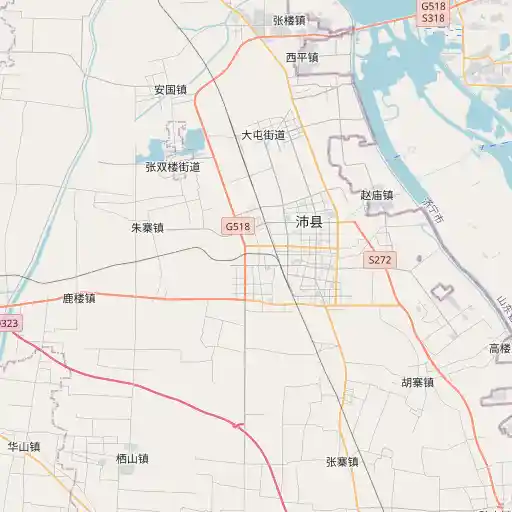 张楼镇
G518
S318
西平镇
安国镇
大屯街道
张双楼街道
赵庙镇
济宁市
朱寨镇
G518
沛县
S272
鹿楼镇
山东
高楼
胡寨镇
华山镇
栖山镇
张寨镇